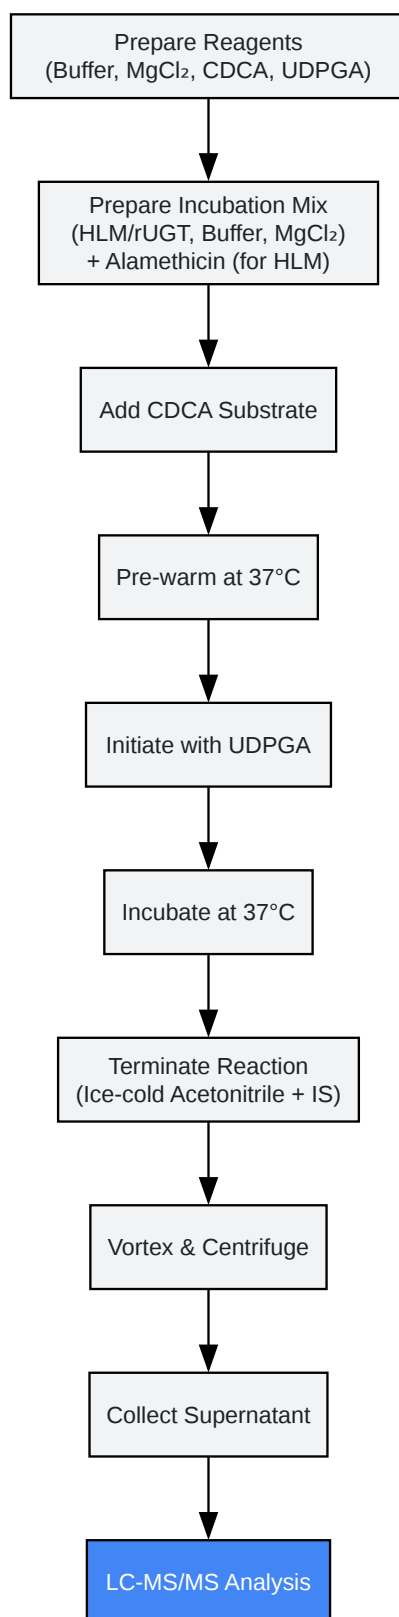 Prepare Reagents
(Buffer, MgCl₂, CDCA, UDPGA)
Prepare Incubation Mix
(HLM/rUGT, Buffer, MgCl₂)
+ Alamethicin (for HLM)
Add CDCA Substrate
Pre-warm at 37°C
Initiate with UDPGA
Incubate at 37°C
Terminate Reaction
(Ice-cold Acetonitrile + IS)
Vortex & Centrifuge
Collect Supernatant
LC-MS/MS Analysis